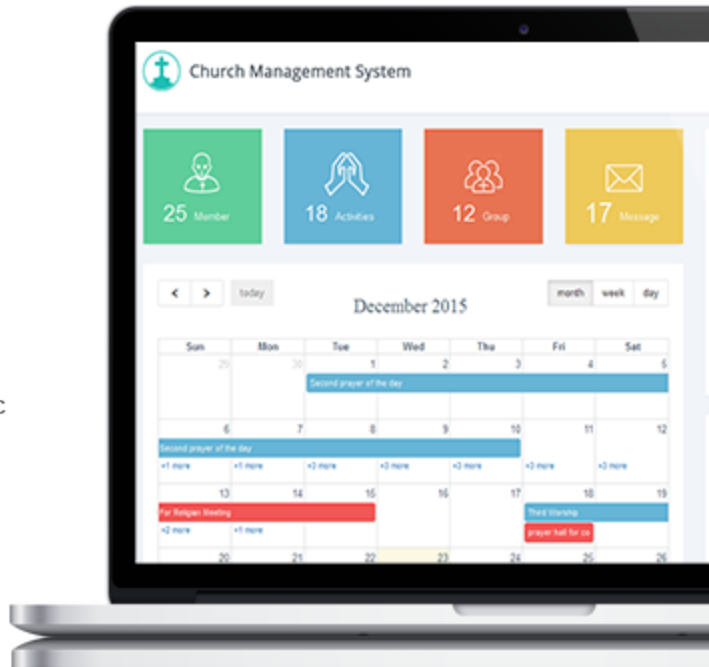 Church Management System
25 Member
18 Activities
12 Group
17 Message
today
month week day
December 2015
Sun Mon Tue Wed Thu Fri Sat
29 30 1 2 3 4 5
Second prayer of the day
6 7 8 9 10 11 12
Second prayer of the day
+1 more +1 more +3 more +3 more +3 more +3 more +3 more
13 14 15 16 17 18 19
For Religian Meeting Third Worship
+2 more +1 more prayer hall for co
20 21 22 23 24 25 26
c